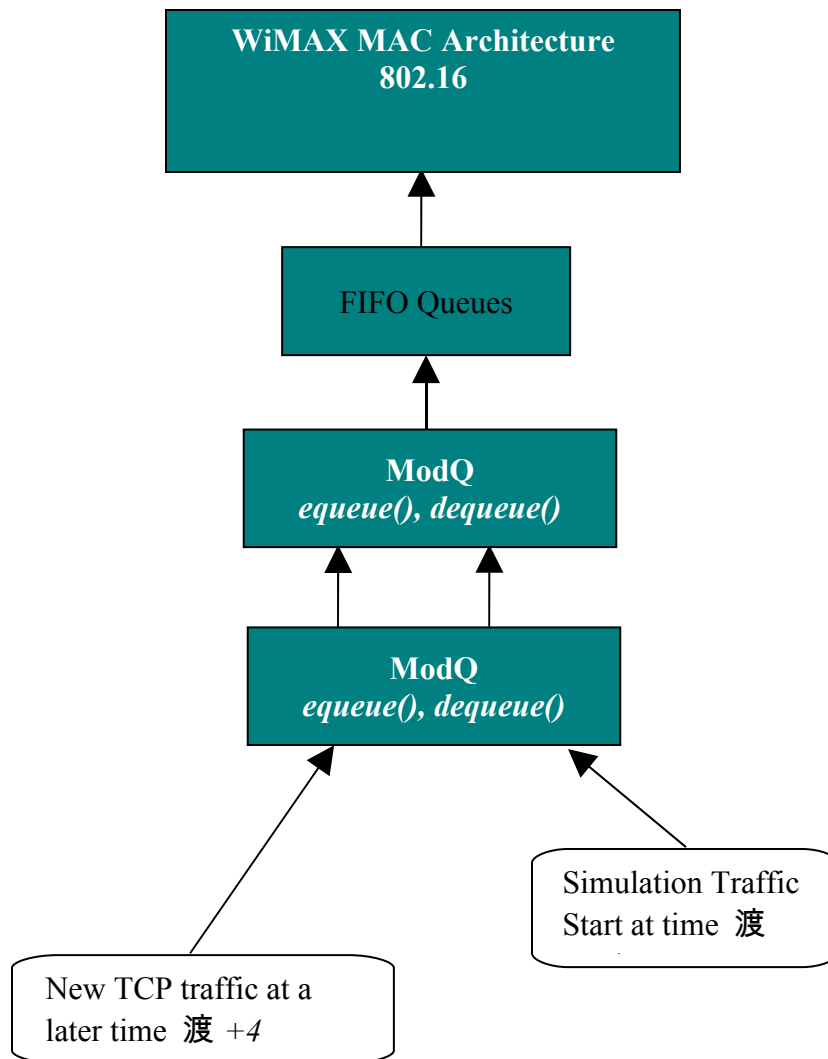 WiMAX MAC Architecture
802.16
FIFO Queues
ModQ
equeue(), dequeue()
ModQ
equeue(), dequeue()
Simulation Traffic
Start at time 渡
New TCP traffic at a
later time 渡 +4